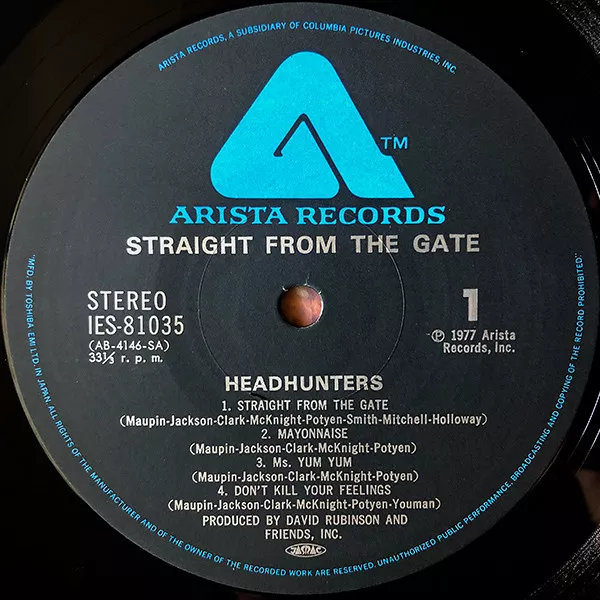 ARISTA RECORDS, A SUBSIDIARY OF COLUMBIA PICTURES INDUSTRIES, INC.
TM
ARISTA RECORDS
STRAIGHT FROM THE GATE
STEREO
IES-81035
(AB-4146-SA)
33⅓ r. p. m.
1
Ⓟ 1977 Arista
Records, Inc.
HEADHUNTERS
1. STRAIGHT FROM THE GATE
(Maupin-Jackson-Clark-McKnight-Potyen-Smith-Mitchell-Holloway)
2. MAYONNAISE
(Maupin-Jackson-Clark-McKnight-Potyen)
3. Ms. YUM YUM
(Maupin-Jackson-Clark-McKnight-Potyen)
4. DON'T KILL YOUR FEELINGS
(Maupin-Jackson-Clark-McKnight-Potyen-Youman)
PRODUCED BY DAVID RUBINSON AND
FRIENDS, INC.
JASRAC
"MFD. BY TOSHIBA EMI LTD. IN JAPAN. ALL RIGHTS OF THE MANUFACTURER AND OF THE OWNER OF THE RECORDED WORK ARE RESERVED. UNAUTHORIZED PUBLIC PERFORMANCE, BROADCASTING AND COPYING OF THE RECORD PROHIBITED."